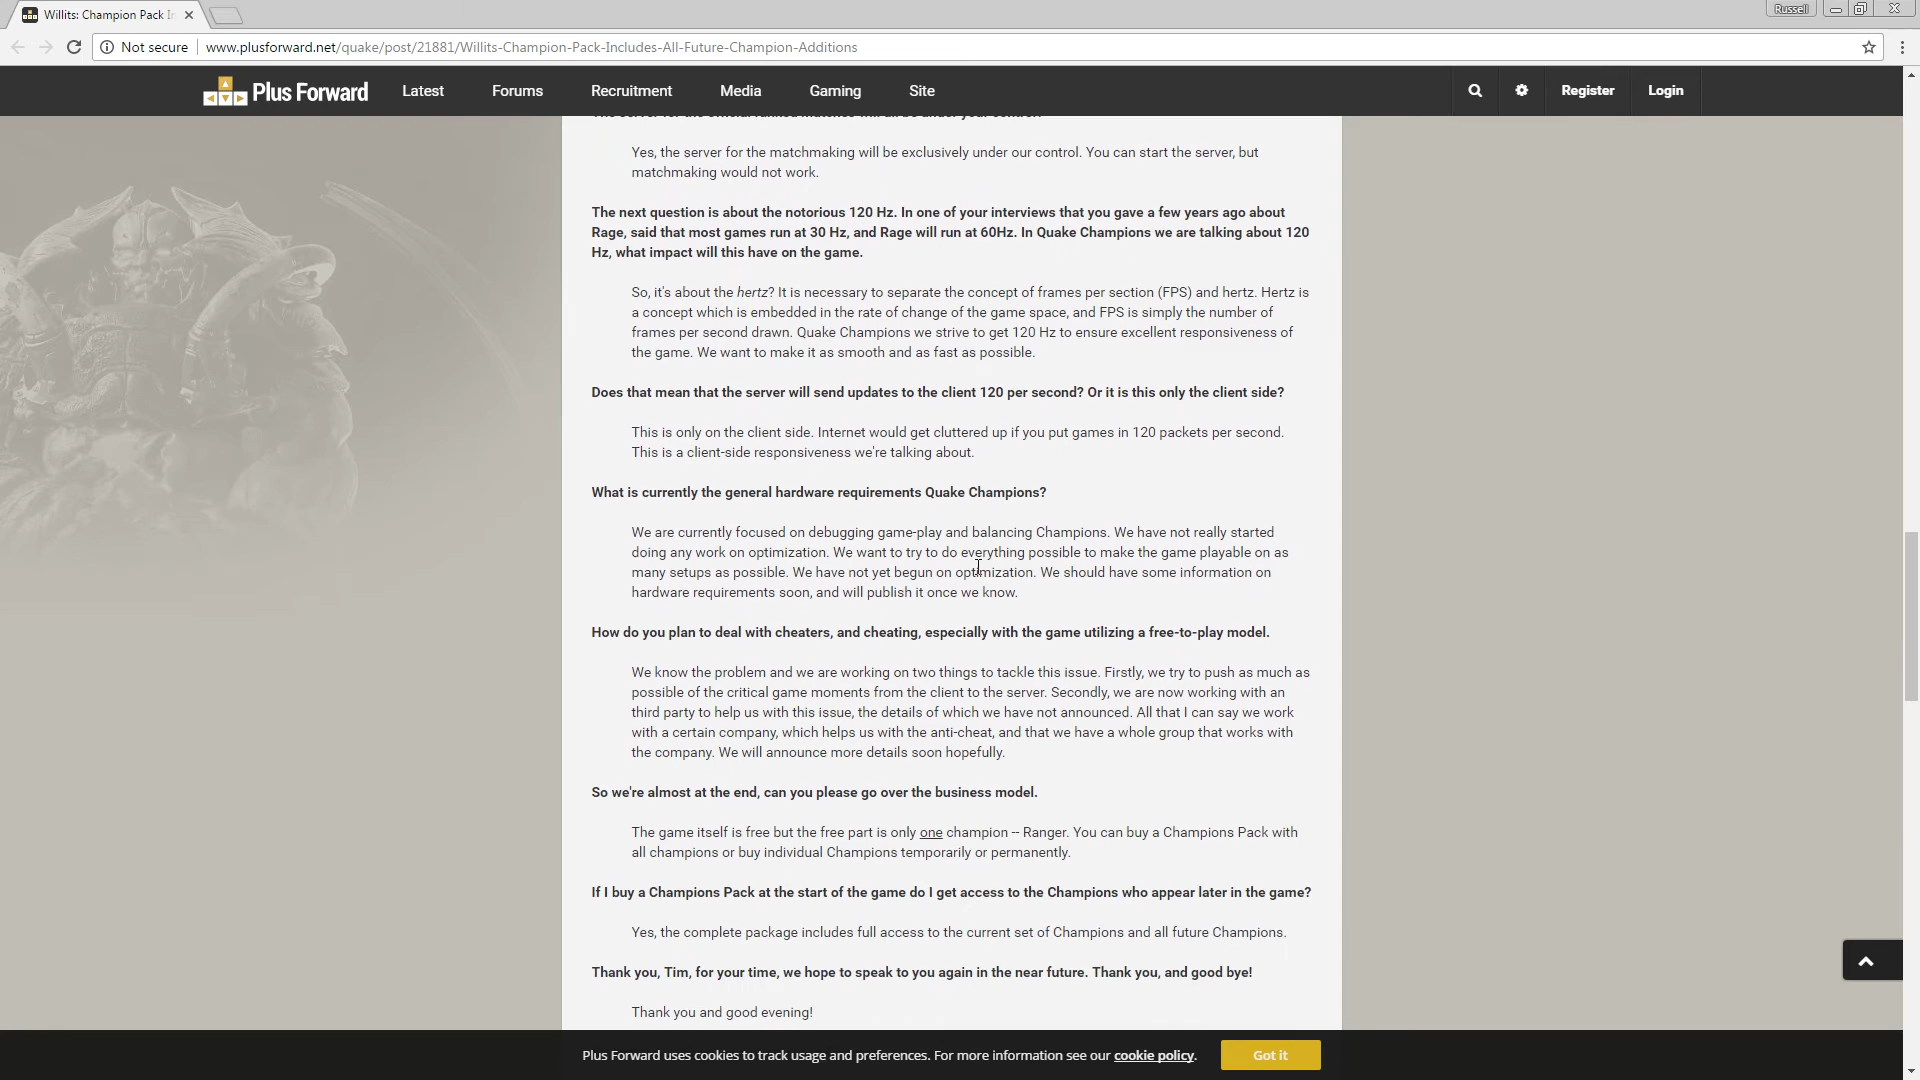 Willits: Champion Pack I
Russell
Not secure
www.plusforward.net/quake/post/21881/Willits-Champion-Pack-Includes-All-Future-Champion-Additions
Plus Forward
Latest
Forums
Recruitment
Media
Gaming
Site
Register
Login
Yes, the server for the matchmaking will be exclusively under our control. You can start the server, but
matchmaking would not work.
The next question is about the notorious 120 Hz. In one of your interviews that you gave a few years ago about
Rage, said that most games run at 30 Hz, and Rage will run at 60Hz. In Quake Champions we are talking about 120
Hz, what impact will this have on the game.
So, it's about the hertz? It is necessary to separate the concept of frames per section (FPS) and hertz. Hertz is
a concept which is embedded in the rate of change of the game space, and FPS is simply the number of
frames per second drawn. Quake Champions we strive to get 120 Hz to ensure excellent responsiveness of
the game. We want to make it as smooth and as fast as possible.
Does that mean that the server will send updates to the client 120 per second? Or it is this only the client side?
This is only on the client side. Internet would get cluttered up if you put games in 120 packets per second.
This is a client-side responsiveness we're talking about.
What is currently the general hardware requirements Quake Champions?
We are currently focused on debugging game-play and balancing Champions. We have not really started
doing any work on optimization. We want to try to do everything possible to make the game playable on as
many setups as possible. We have not yet begun on optimization. We should have some information on
hardware requirements soon, and will publish it once we know.
How do you plan to deal with cheaters, and cheating, especially with the game utilizing a free-to-play model.
We know the problem and we are working on two things to tackle this issue. Firstly, we try to push as much as
possible of the critical game moments from the client to the server. Secondly, we are now working with an
third party to help us with this issue, the details of which we have not announced. All that I can say we work
with a certain company, which helps us with the anti-cheat, and that we have a whole group that works with
the company. We will announce more details soon hopefully.
So we're almost at the end, can you please go over the business model.
The game itself is free but the free part is only one champion -- Ranger. You can buy a Champions Pack with
all champions or buy individual Champions temporarily or permanently.
If I buy a Champions Pack at the start of the game do I get access to the Champions who appear later in the game?
Yes, the complete package includes full access to the current set of Champions and all future Champions.
Thank you, Tim, for your time, we hope to speak to you again in the near future. Thank you, and good bye!
Thank you and good evening!
Plus Forward uses cookies to track usage and preferences. For more information see our cookie policy.
Got it